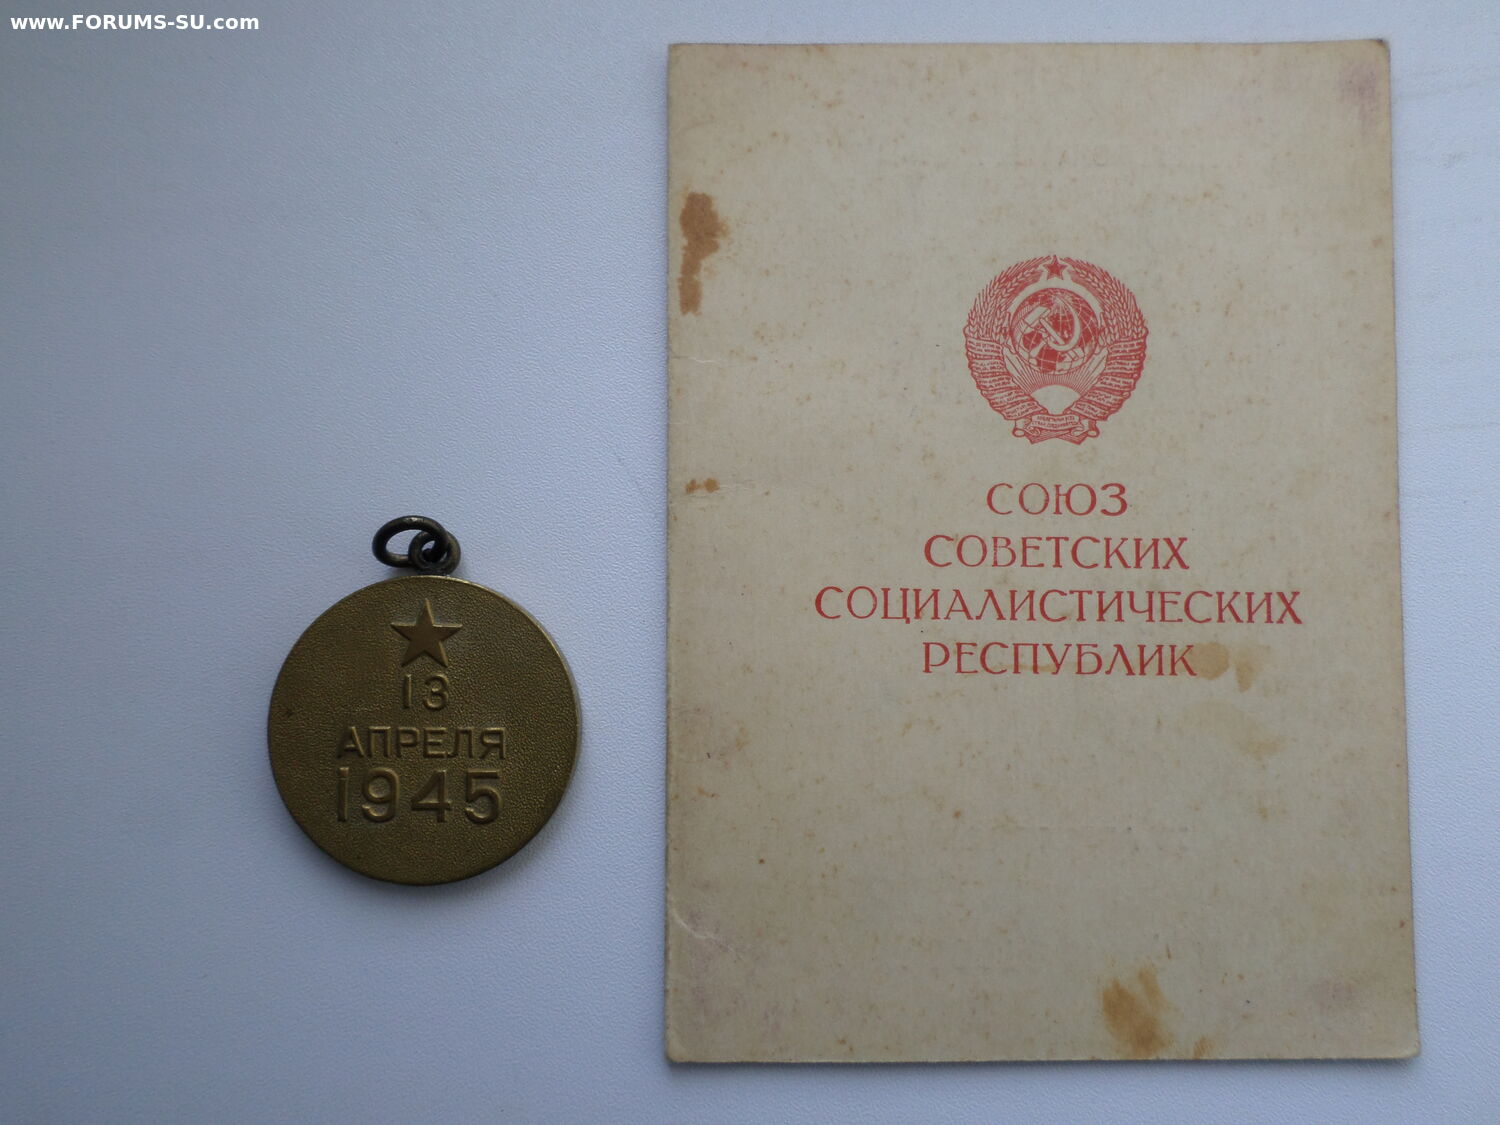 www.FORUMS-SU.com
СОЮЗ
СОВЕТСКИХ
СОЦИАЛИСТИЧЕСКИХ
РЕСПУБЛИК
13
АПРЕЛЯ
1945